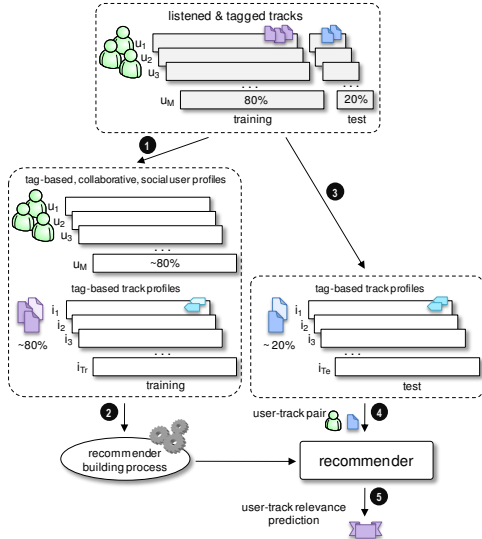 listened & tagged tracks
u1
u2
u3
...
uM 80% 20%
training test
1
3
tag-based, collaborative, social user profiles
u1
u2
u3
...
uM ~80%
tag-based track profiles
i1
i2
i3
~80%
...
iTr
training
tag-based track profiles
i1
i2
i3
~ 20%
...
iTe
test
2
4
user-track pair
recommender
building process
recommender
5
user-track relevance
prediction